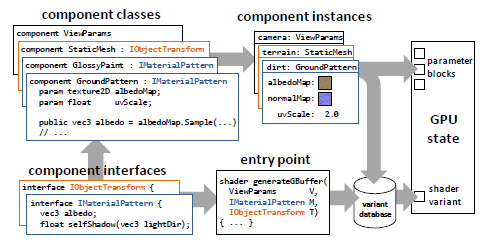 component classes
component ViewParams
component StaticMesh : IObjectTransform
component GlossyPaint : IMaterialPattern
component GroundPattern : IMaterialPattern
param texture2D albedoMap;
param float uvScale;
public vec3 albedo = albedoMap.Sample(...)
// ...
component instances
camera: ViewParams
terrain: StaticMesh
dirt: GroundPattern
albedoMap:
normalMap:
uvScale: 2.0
parameter
blocks
GPU
state
shader
variant
component interfaces
interface IObjectTransform {
interface IMaterialPattern {
vec3 albedo;
float selfShadow(vec3 lightDir);
entry point
shader generateGBuffer(
ViewParams V,
IMaterialPattern M,
IObjectTransform T)
{ ... }
variant
database